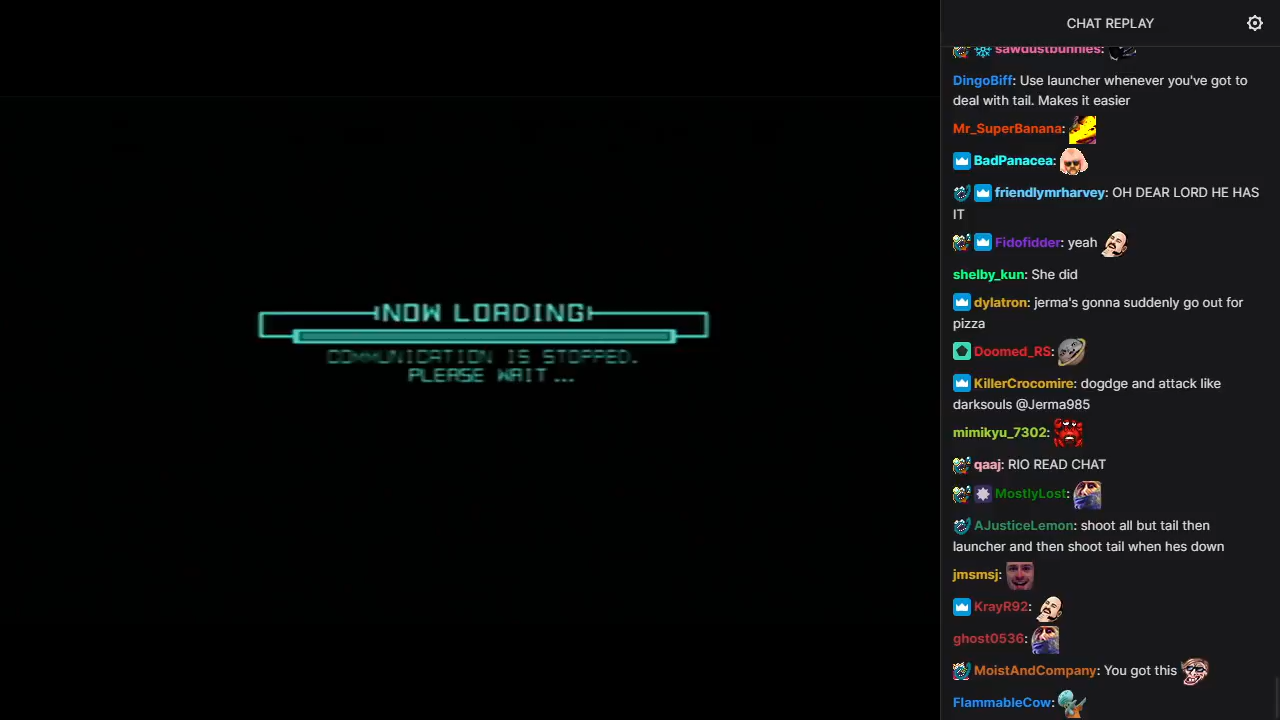 NOW LOADING
COMMUNICATION IS STOPPED.
PLEASE WAIT...
CHAT REPLAY
sawdustbunnies:
DingoBiff: Use launcher whenever you've got to
deal with tail. Makes it easier
Mr_SuperBanana:
BadPanacea:
friendlymrharvey: OH DEAR LORD HE HAS
IT
Fidofidder: yeah
shelby_kun: She did
dylatron: jerma's gonna suddenly go out for
pizza
Doomed_RS:
KillerCrocomire: dogdge and attack like
darksouls @Jerma985
mimikyu_7302:
qaaj: RIO READ CHAT
MostlyLost:
AJusticeLemon: shoot all but tail then
launcher and then shoot tail when hes down
jmsmsj:
KrayR92:
ghost0536:
MoistAndCompany: You got this
FlammableCow: